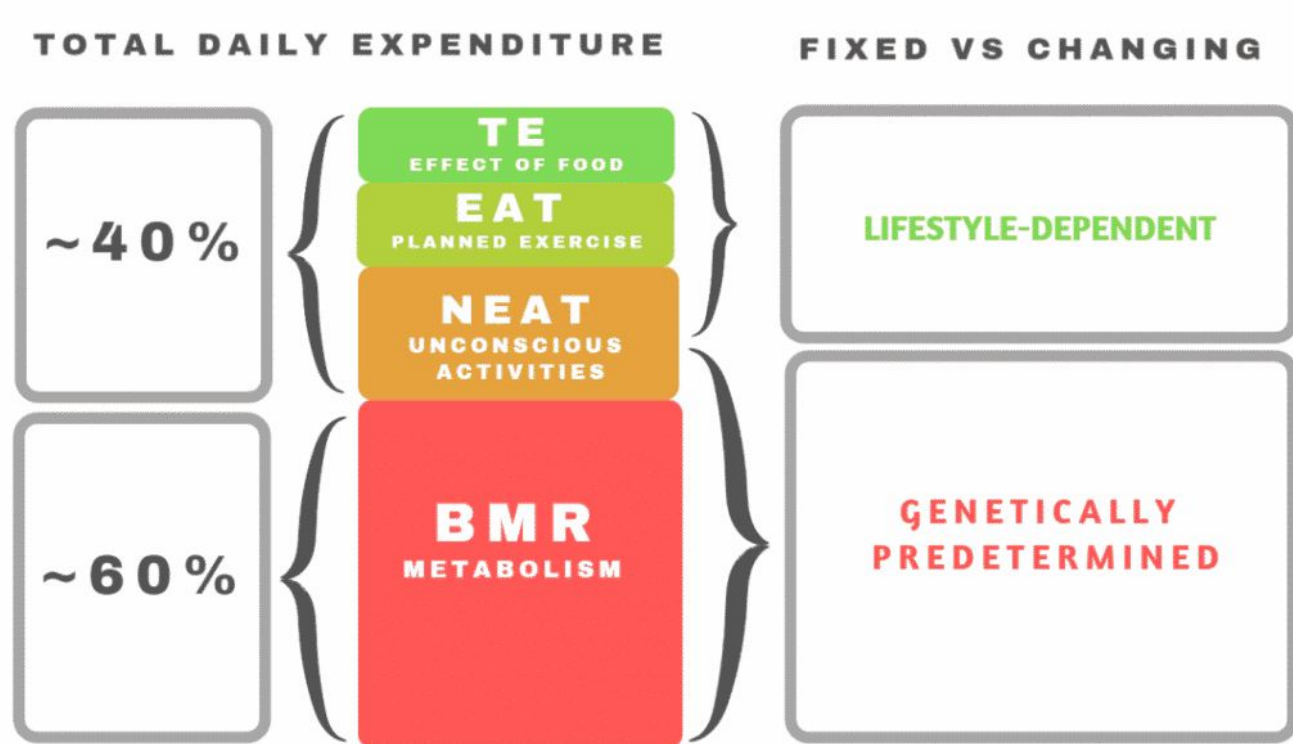 TOTAL DAILY EXPENDITURE
FIXED VS CHANGING
~40%
TE
EFFECT OF FOOD
EAT
PLANNED EXERCISE
NEAT
UNCONSCIOUS
ACTIVITIES
LIFESTYLE-DEPENDENT
~60%
BMR
METABOLISM
GENETICALLY
PREDETERMINED